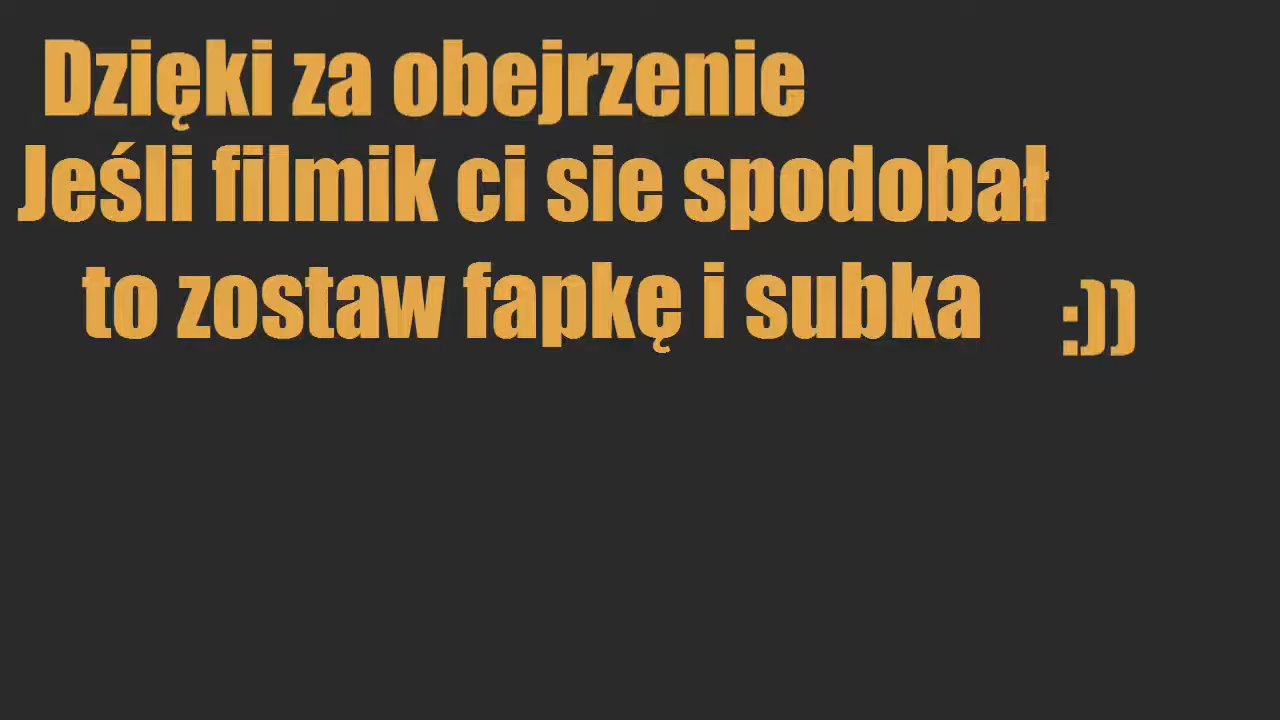 Dzięki za obejrzenie
Jeśli filmik ci sie spodobał
to zostaw fapkę i subka :))